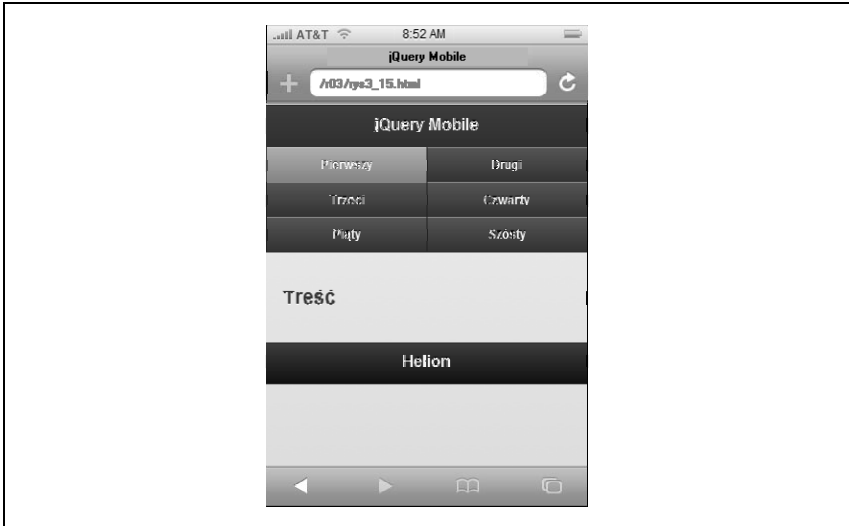 AT&T 8:52 AM
jQuery Mobile
/r03/rys3_15.html
jQuery Mobile
Pierwszy Drugi
Trzeci Czwarty
Piąty Szósty
Treść
Helion